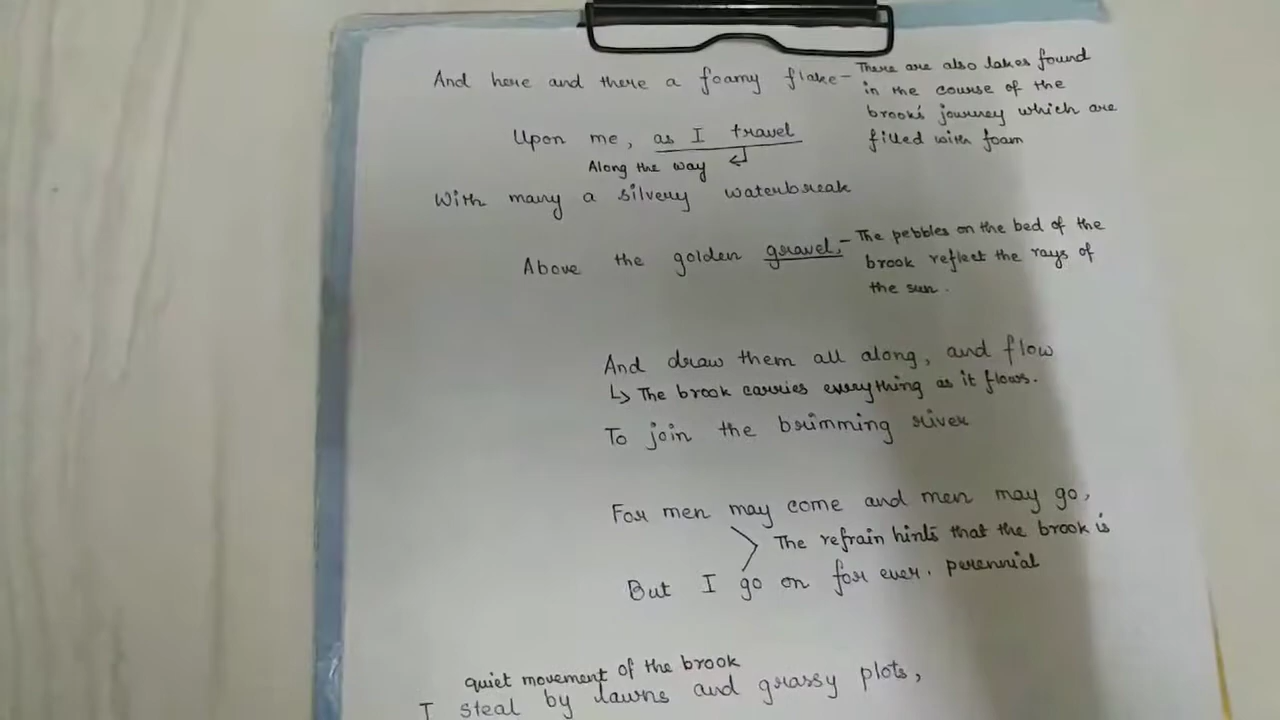 And here and there a foamy flake - There are also lakes found
in the course of the
brook's journey which are
filled with foam
Upon me, as I travel
Along the way
With many a silvery waterbreak
Above the golden gravel, - The pebbles on the bed of the
brook reflect the rays of
the sun.
And draw them all along, and flow
↳ The brook carries everything as it flows.
To join the brimming river
For men may come and men may go,
The refrain hints that the brook is
perennial
But I go on for ever.
quiet movement of the brook
I steal by lawns and grassy plots,